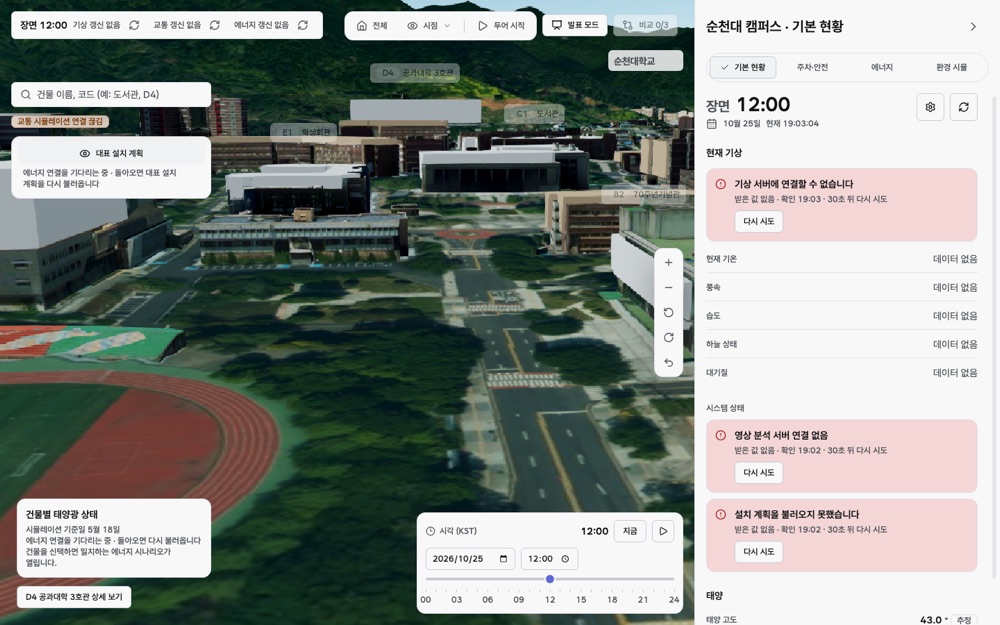 장면 12:00 기상 갱신 없음 교통 갱신 없음 에너지 갱신 없음
전체 시점 투어 시작
발표 모드
비교 0/3
순천대학교
건물 이름, 코드 (예: 도서관, D4)
교통 시뮬레이션 연결 끊김
대표 설치 계획
에너지 연결을 기다리는 중 · 돌아오면 대표 설치
계획을 다시 불러옵니다
D4 공과대학 3호관
C1 도서관
E1 학생회관
B2 70주년기념관
건물별 태양광 상태
시뮬레이션 기준일 5월 18일
에너지 연결을 기다리는 중 · 돌아오면 대표 설치
건물을 선택하면 일치하는 에너지 시나리오가
열립니다.
D4 공과대학 3호관 상세 보기
시각 (KST) 12:00 지금
2026/10/25 12:00
00 03 06 09 12 15 18 21 24
순천대 캠퍼스 · 기본 현황
기본 현황 주차·안전 에너지 환경 시뮬
장면 12:00
10월 25일 현재 19:03:04
현재 기상
기상 서버에 연결할 수 없습니다
받은 값 없음 · 확인 19:03 · 30초 뒤 다시 시도
다시 시도
현재 기온 데이터 없음
풍속 데이터 없음
습도 데이터 없음
하늘 상태 데이터 없음
대기질 데이터 없음
시스템 상태
영상 분석 서버 연결 없음
받은 값 없음 · 확인 19:02 · 30초 뒤 다시 시도
다시 시도
설치 계획을 불러오지 못했습니다
받은 값 없음 · 확인 19:02 · 30초 뒤 다시 시도
다시 시도
태양
태양 고도 43.0 ° 추정